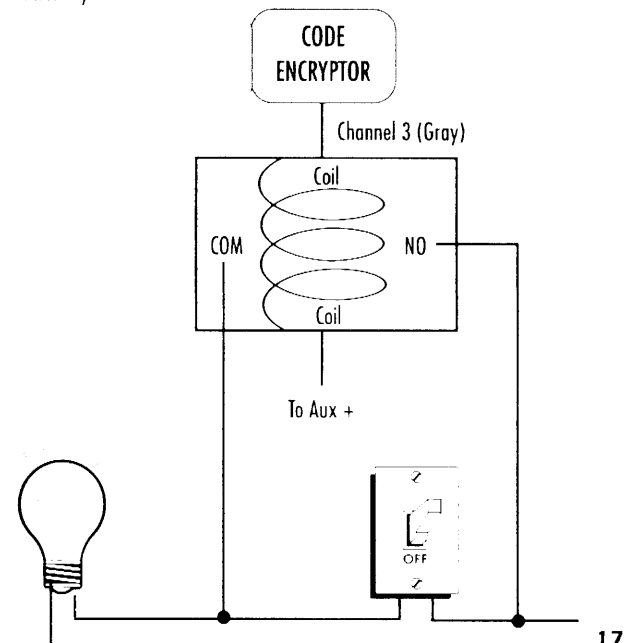 CODE
ENCRYPTOR
Channel 3 (Gray)
Coil
COM
NO
Coil
To Aux +
OFF
17